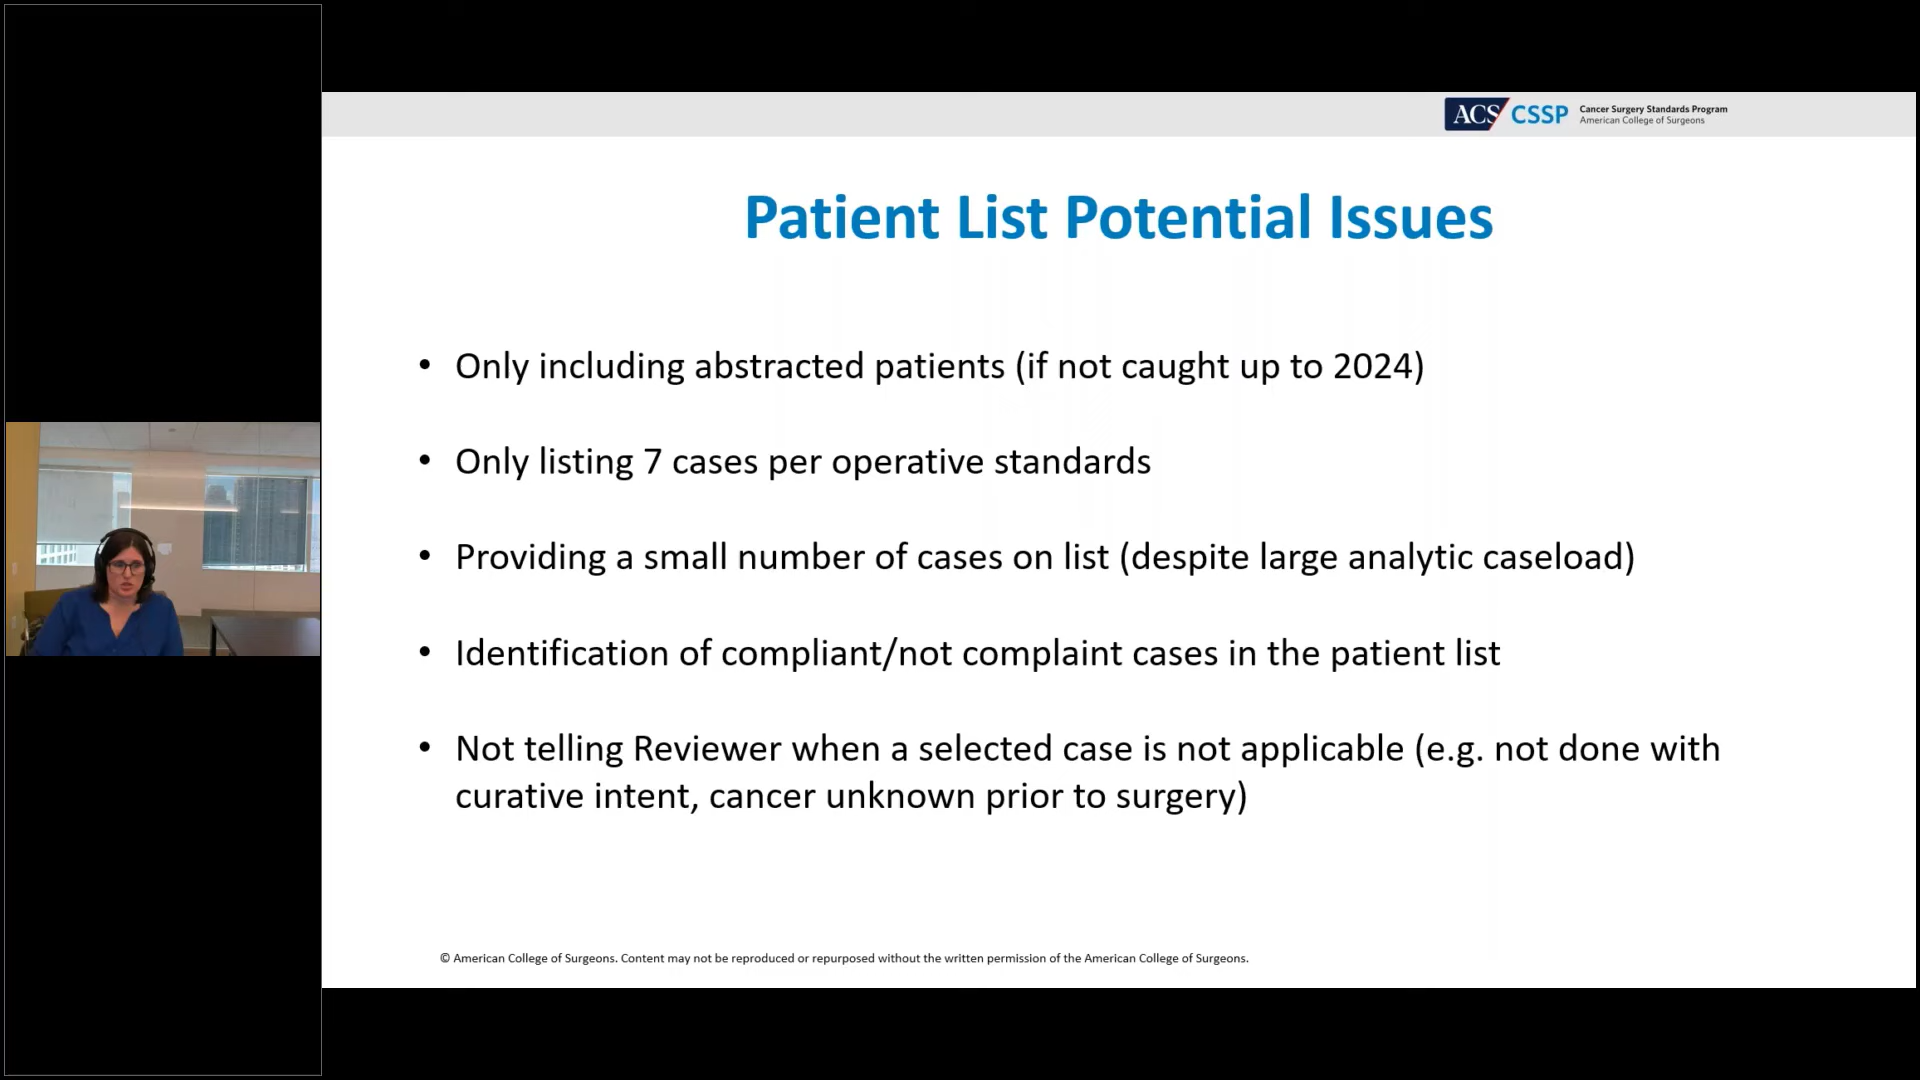 ACS CSSP Cancer Surgery Standards Program
American College of Surgeons
Patient List Potential Issues
• Only including abstracted patients (if not caught up to 2024)
• Only listing 7 cases per operative standards
• Providing a small number of cases on list (despite large analytic caseload)
• Identification of compliant/not complaint cases in the patient list
• Not telling Reviewer when a selected case is not applicable (e.g. not done with
curative intent, cancer unknown prior to surgery)
© American College of Surgeons. Content may not be reproduced or repurposed without the written permission of the American College of Surgeons.